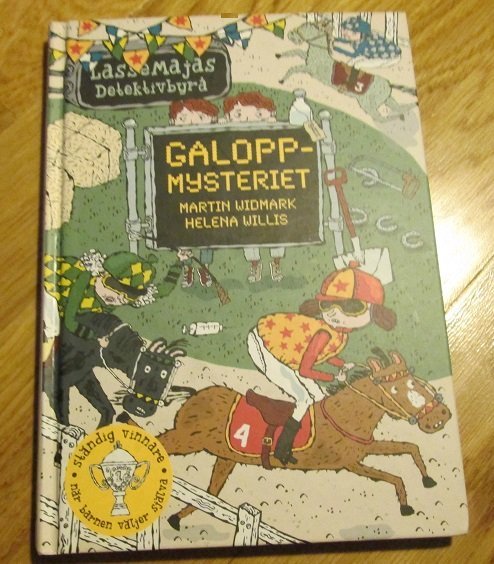 LasseMajas
Detektivbyrå
GALOPP-
MYSTERIET
MARTIN WIDMARK
HELENA WILLIS
3
4
ständig vinnare
när barnen väljer själva